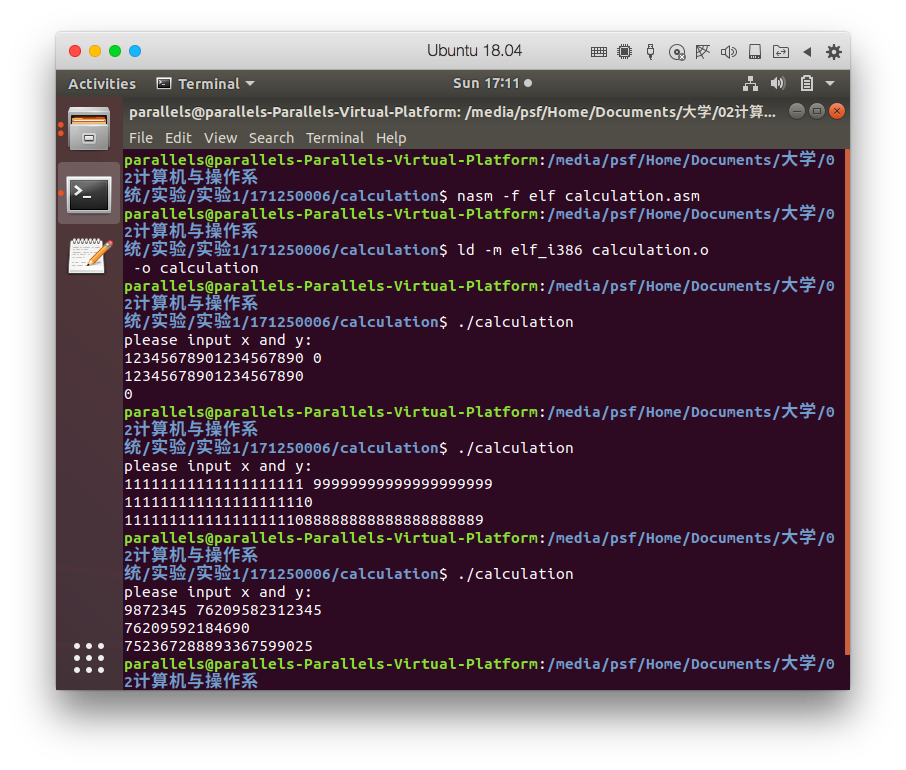 Ubuntu 18.04
Activities Terminal Sun 17:11
parallels@parallels-Parallels-Virtual-Platform: /media/psf/Home/Documents/大学/02计算...
File Edit View Search Terminal Help
parallels@parallels-Parallels-Virtual-Platform:/media/psf/Home/Documents/大学/0
2计算机与操作系
统/实验/实验1/171250006/calculation$ nasm -f elf calculation.asm
parallels@parallels-Parallels-Virtual-Platform:/media/psf/Home/Documents/大学/0
2计算机与操作系
统/实验/实验1/171250006/calculation$ ld -m elf_i386 calculation.o
 -o calculation
parallels@parallels-Parallels-Virtual-Platform:/media/psf/Home/Documents/大学/0
2计算机与操作系
统/实验/实验1/171250006/calculation$ ./calculation
please input x and y:
12345678901234567890 0
12345678901234567890
0
parallels@parallels-Parallels-Virtual-Platform:/media/psf/Home/Documents/大学/0
2计算机与操作系
统/实验/实验1/171250006/calculation$ ./calculation
please input x and y:
11111111111111111111 99999999999999999999
111111111111111111110
1111111111111111111088888888888888888889
parallels@parallels-Parallels-Virtual-Platform:/media/psf/Home/Documents/大学/0
2计算机与操作系
统/实验/实验1/171250006/calculation$ ./calculation
please input x and y:
9872345 76209582312345
76209592184690
752367288893367599025
parallels@parallels-Parallels-Virtual-Platform:/media/psf/Home/Documents/大学/0
2计算机与操作系